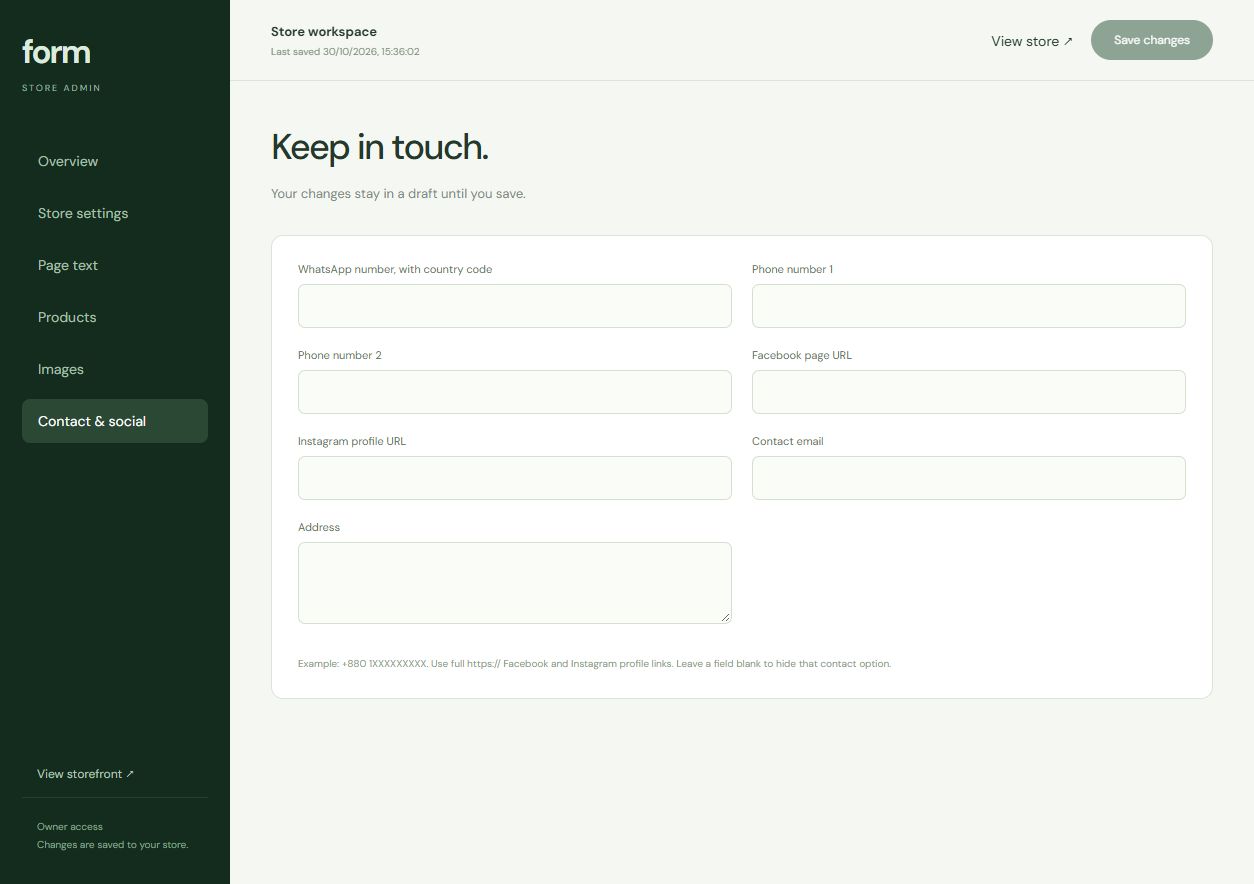 form
STORE ADMIN
Overview
Store settings
Page text
Products
Images
Contact & social
View storefront ↗
Owner access
Changes are saved to your store.
Store workspace
Last saved 30/10/2026, 15:36:02
View store ↗
Save changes
Keep in touch.
Your changes stay in a draft until you save.
WhatsApp number, with country code
Phone number 1
Phone number 2
Facebook page URL
Instagram profile URL
Contact email
Address
Example: +880 1XXXXXXXXX. Use full https:// Facebook and Instagram profile links. Leave a field blank to hide that contact option.